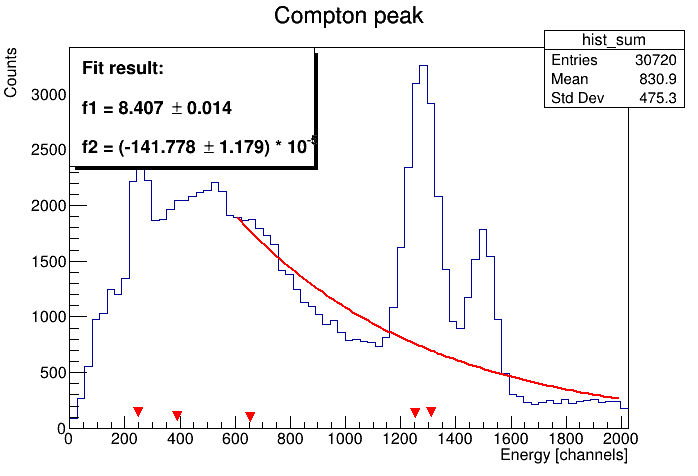 Compton peak
hist_sum
Entries 30720
Mean 830.9
Std Dev 475.3
Counts
Fit result:
f1 = 8.407 ± 0.014
f2 = (-141.778 ± 1.179) * 10^-5
3000
2500
2000
1500
1000
500
0
0 200 400 600 800 1000 1200 1400 1600 1800 2000
Energy [channels]